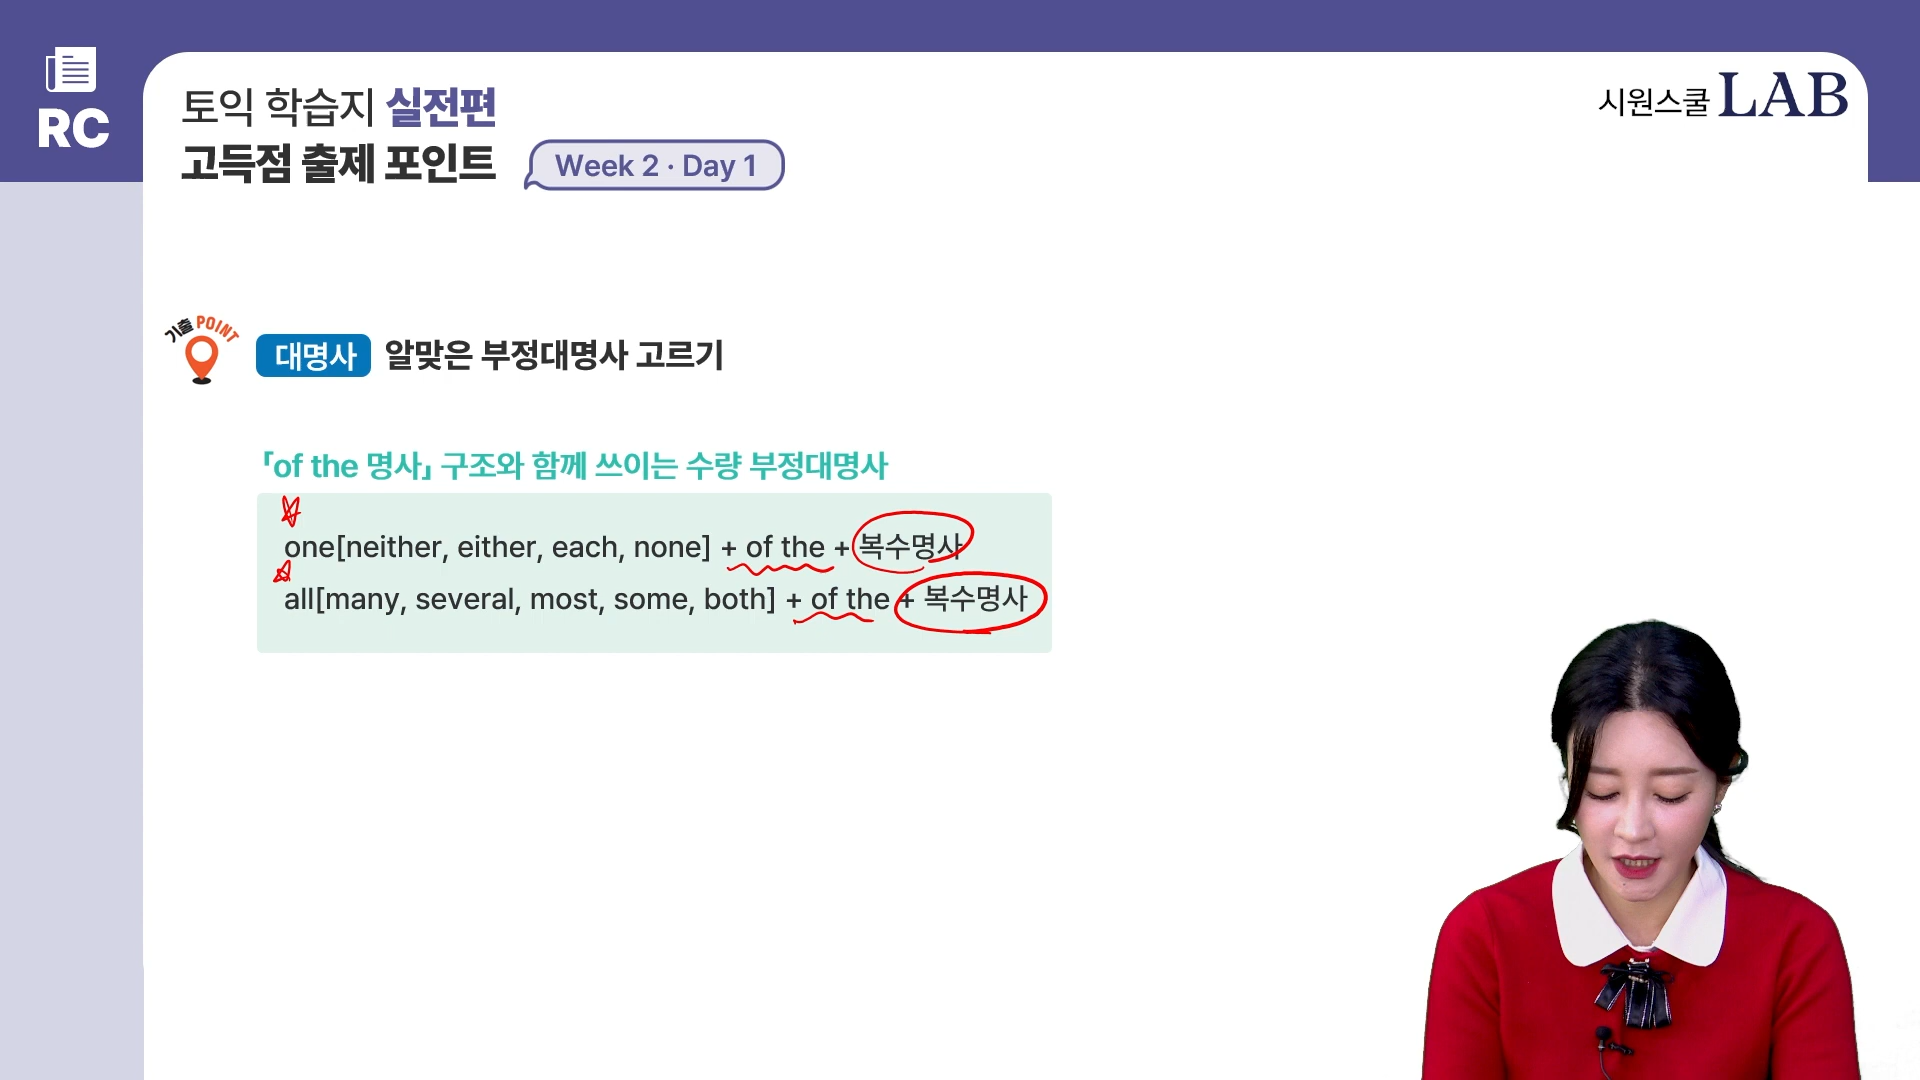 RC
토익 학습지 실전편
고득점 출제 포인트
Week 2 · Day 1
시원스쿨 LAB
기출 POINT
대명사 알맞은 부정대명사 고르기
「of the 명사」 구조와 함께 쓰이는 수량 부정대명사
one[neither, either, each, none] + of the + 복수명사
all[many, several, most, some, both] + of the + 복수명사